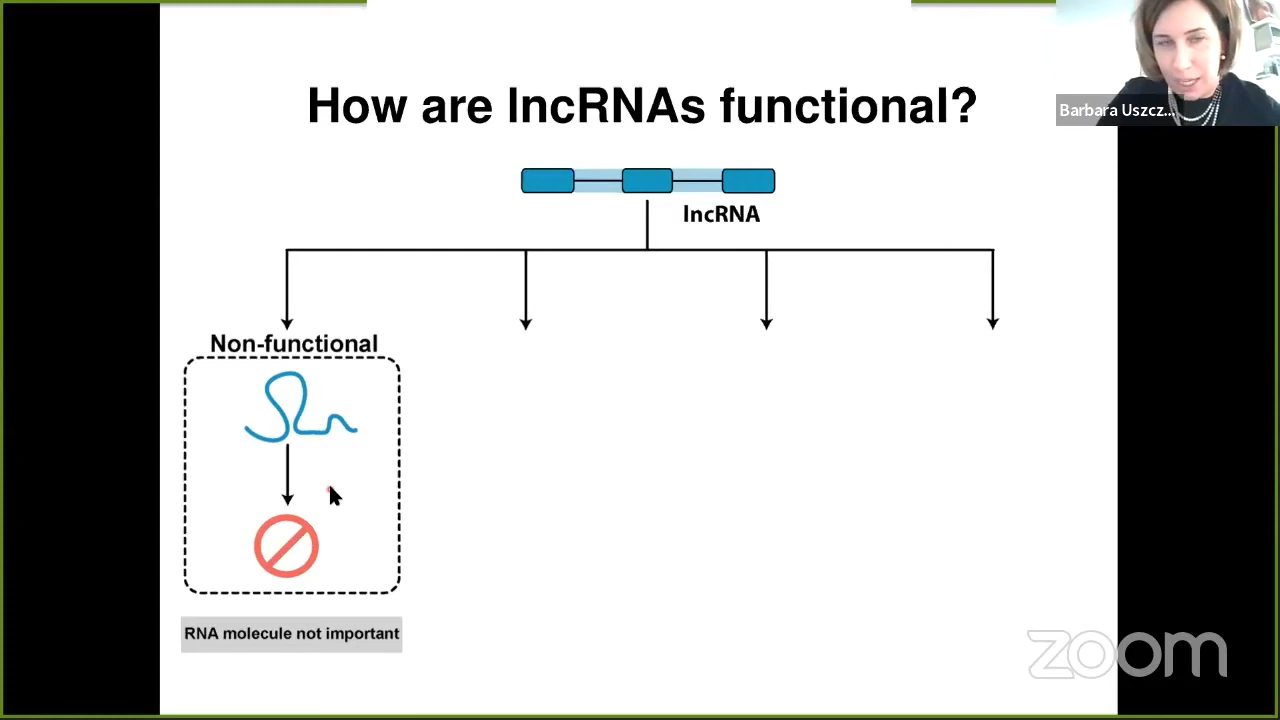 How are lncRNAs functional?
Barbara Uszcz...
lncRNA
Non-functional
RNA molecule not important
zoom